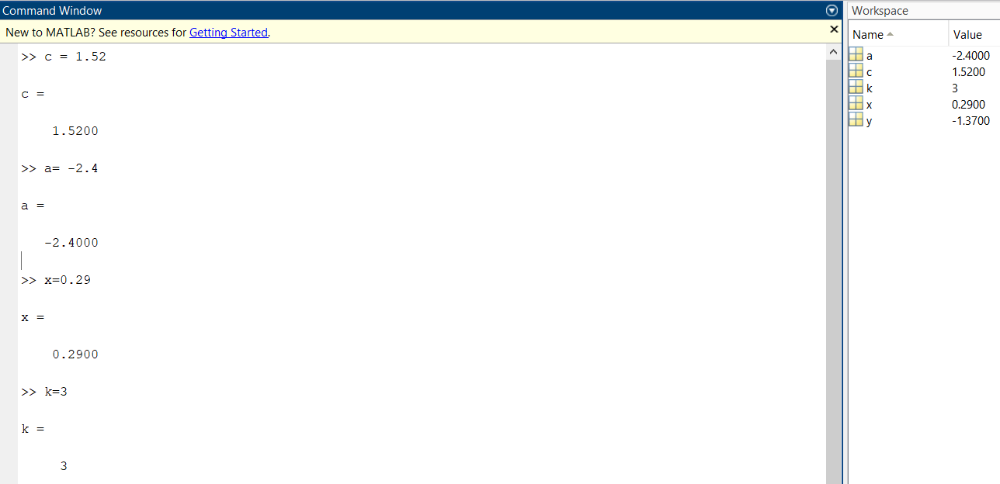 Command Window
New to MATLAB? See resources for Getting Started.
>> c = 1.52
c =
1.5200
>> a= -2.4
a =
-2.4000
>> x=0.29
x =
0.2900
>> k=3
k =
3
Workspace
Name Value
a -2.4000
c 1.5200
k 3
x 0.2900
y -1.3700